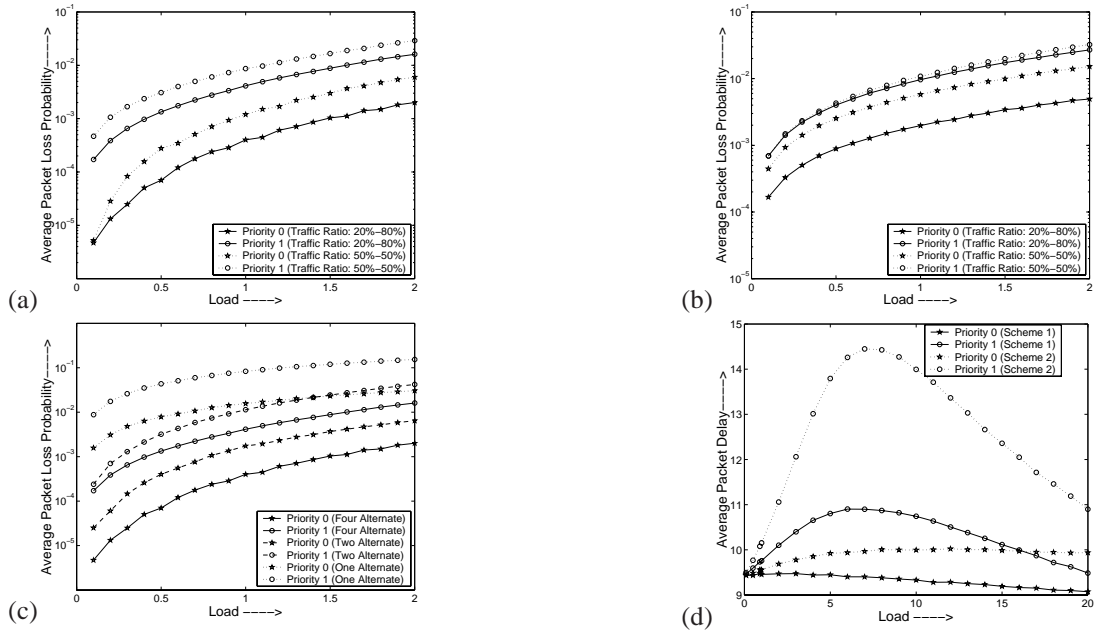 10⁻¹
10⁻²
10⁻³
10⁻⁴
10⁻⁵
Average Packet Loss Probability---->
0 0.5 1 1.5 2
Load ---->
Priority 0 (Traffic Ratio: 20%-80%)
Priority 1 (Traffic Ratio: 20%-80%)
Priority 0 (Traffic Ratio: 50%-50%)
Priority 1 (Traffic Ratio: 50%-50%)
(a)
10⁻¹
10⁻²
10⁻³
10⁻⁴
10⁻⁵
Average Packet Loss Probability---->
0 0.5 1 1.5 2
Load ---->
Priority 0 (Traffic Ratio: 20%-80%)
Priority 1 (Traffic Ratio: 20%-80%)
Priority 0 (Traffic Ratio: 50%-50%)
Priority 1 (Traffic Ratio: 50%-50%)
(b)
10⁻¹
10⁻²
10⁻³
10⁻⁴
10⁻⁵
Average Packet Loss Probability---->
0 0.5 1 1.5 2
Load ---->
Priority 0 (Four Alternate)
Priority 1 (Four Alternate)
Priority 0 (Two Alternate)
Priority 1 (Two Alternate)
Priority 0 (One Alternate)
Priority 1 (One Alternate)
(c)
15
14
13
12
11
10
9
Average Packet Delay---->
0 5 10 15 20
Load ---->
Priority 0 (Scheme 1)
Priority 1 (Scheme 1)
Priority 0 (Scheme 2)
Priority 1 (Scheme 2)
(d)